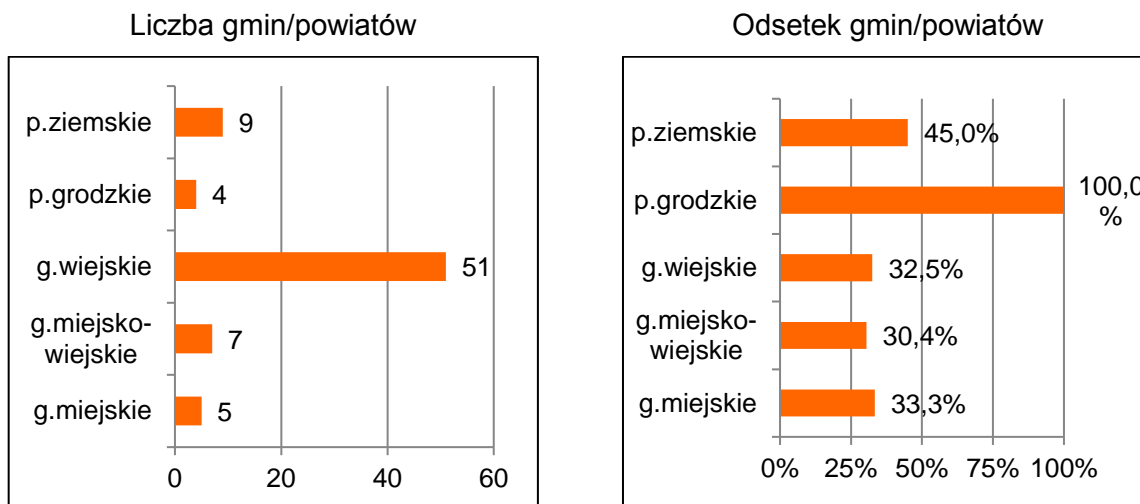 Liczba gmin/powiatów
p.ziemskie 9
p.grodzkie 4
g.wiejskie 51
g.miejsko-
wiejskie 7
g.miejskie 5
0 20 40 60
Odsetek gmin/powiatów
p.ziemskie 45,0%
p.grodzkie 100,0
%
g.wiejskie 32,5%
g.miejsko-
wiejskie 30,4%
g.miejskie 33,3%
0% 25% 50% 75% 100%